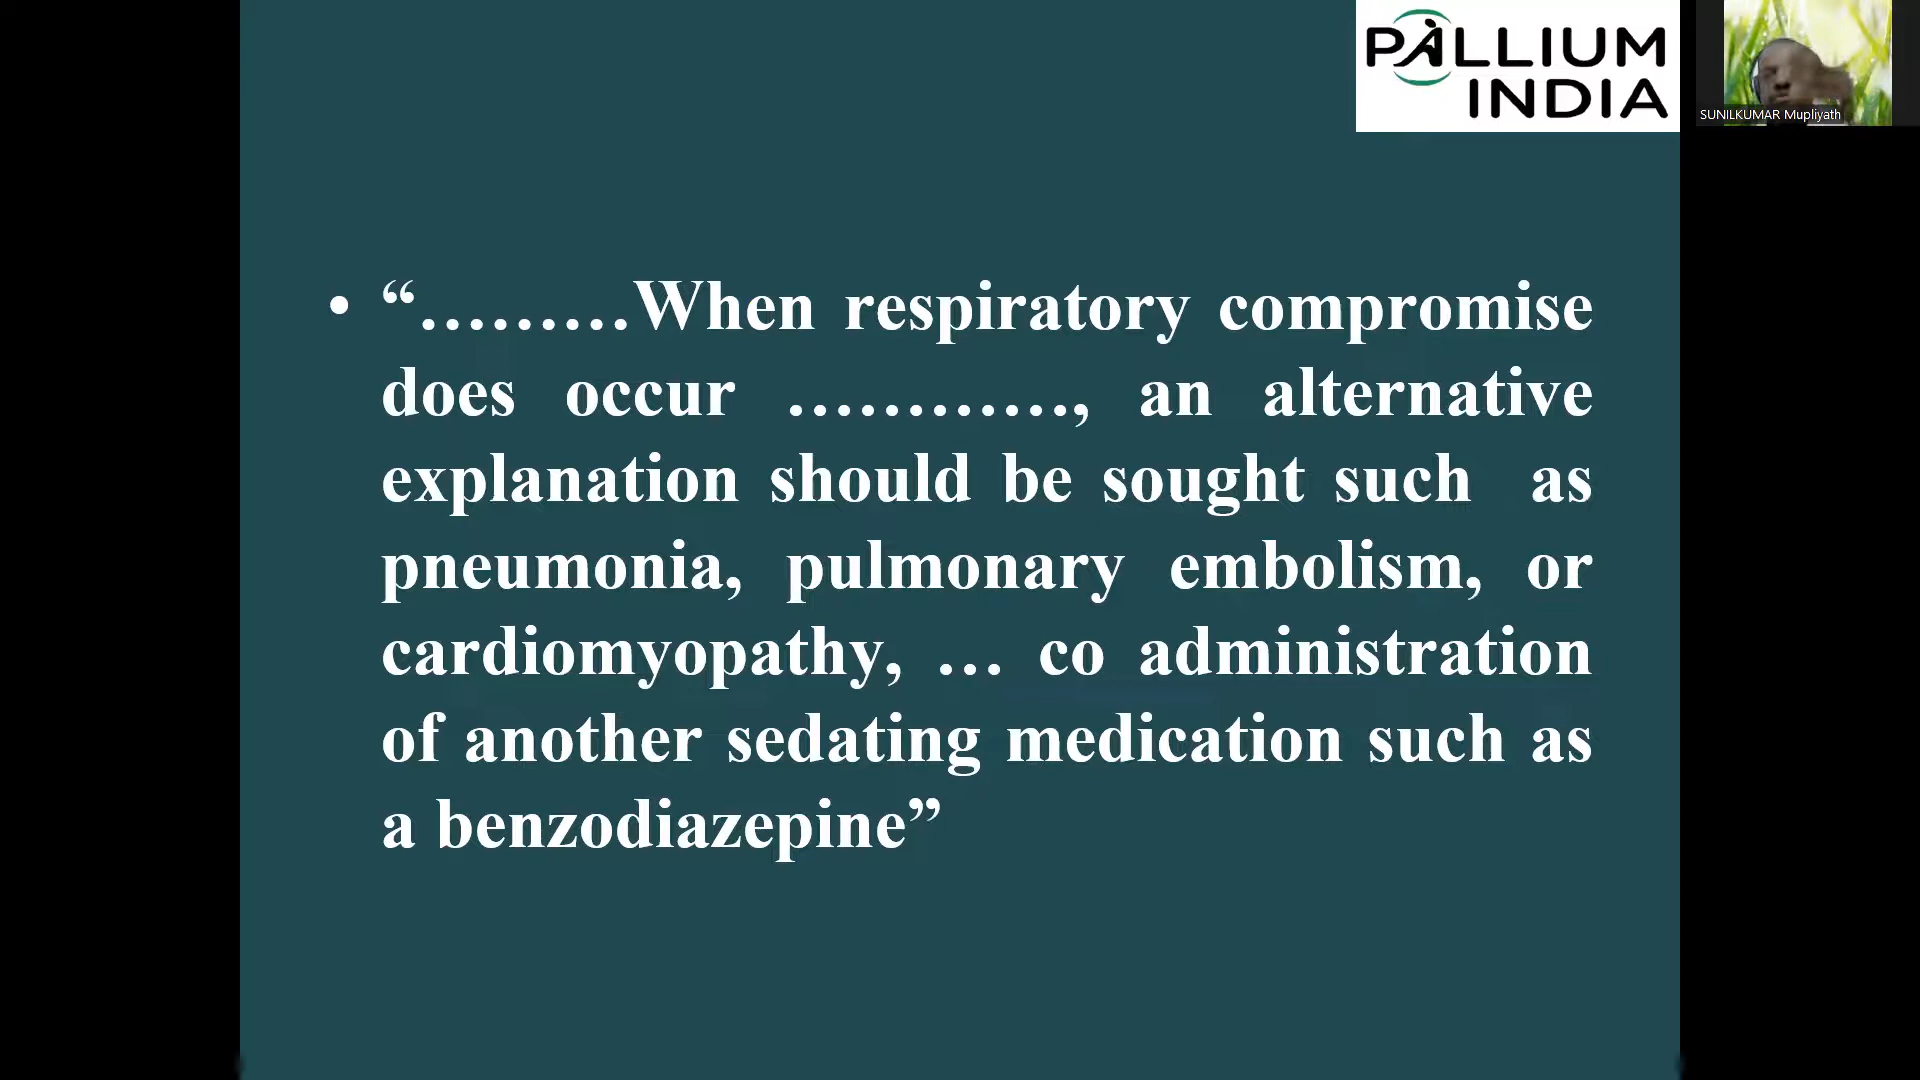 PALLIUM
INDIA
SUNILKUMAR Mupliyath
• “………When respiratory compromise
does occur …………, an alternative
explanation should be sought such as
pneumonia, pulmonary embolism, or
cardiomyopathy, … co administration
of another sedating medication such as
a benzodiazepine”